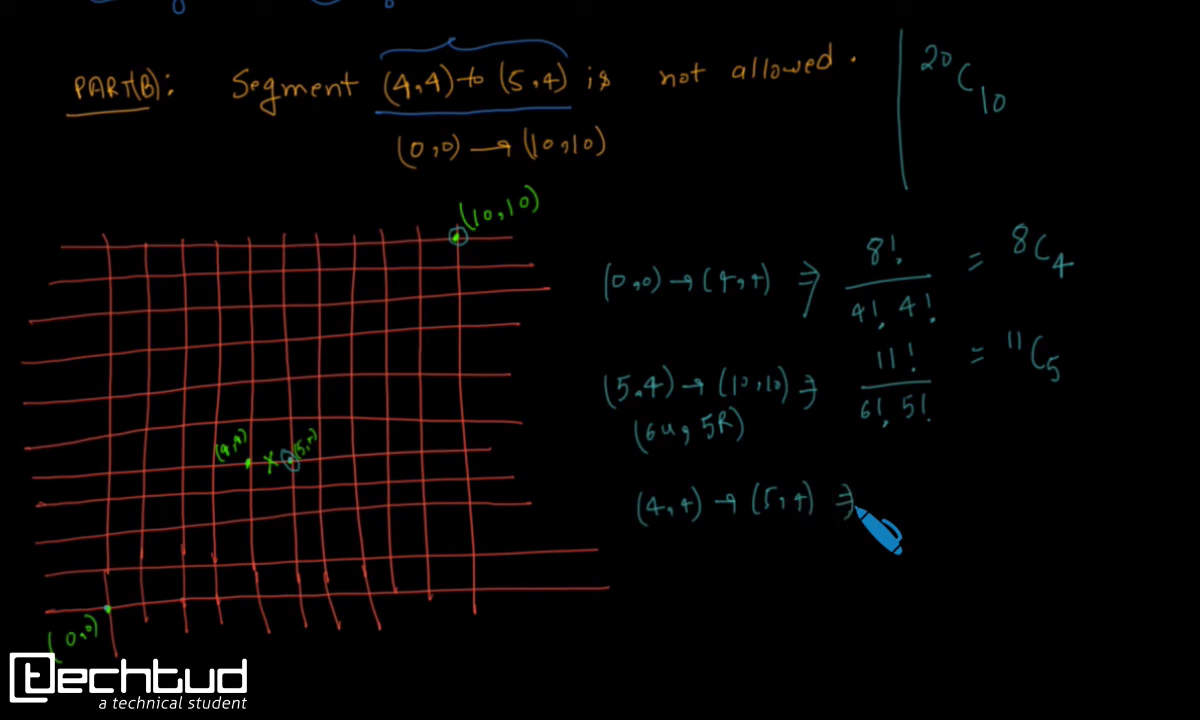 PART(B): Segment (4,4) to (5,4) is not allowed.
(0,0) → (10,10)
²⁰C₁₀
(10,10)
(4,4) X (5,4)
(0,0)
(0,0) → (4,4) ⇒ 8! / 4!, 4! = ⁸C₄
(5,4) → (10,10) ⇒ 11! / 6!, 5! = ¹¹C₅
(6U, 5R)
(4,4) → (5,4) ⇒
techtud
a technical student